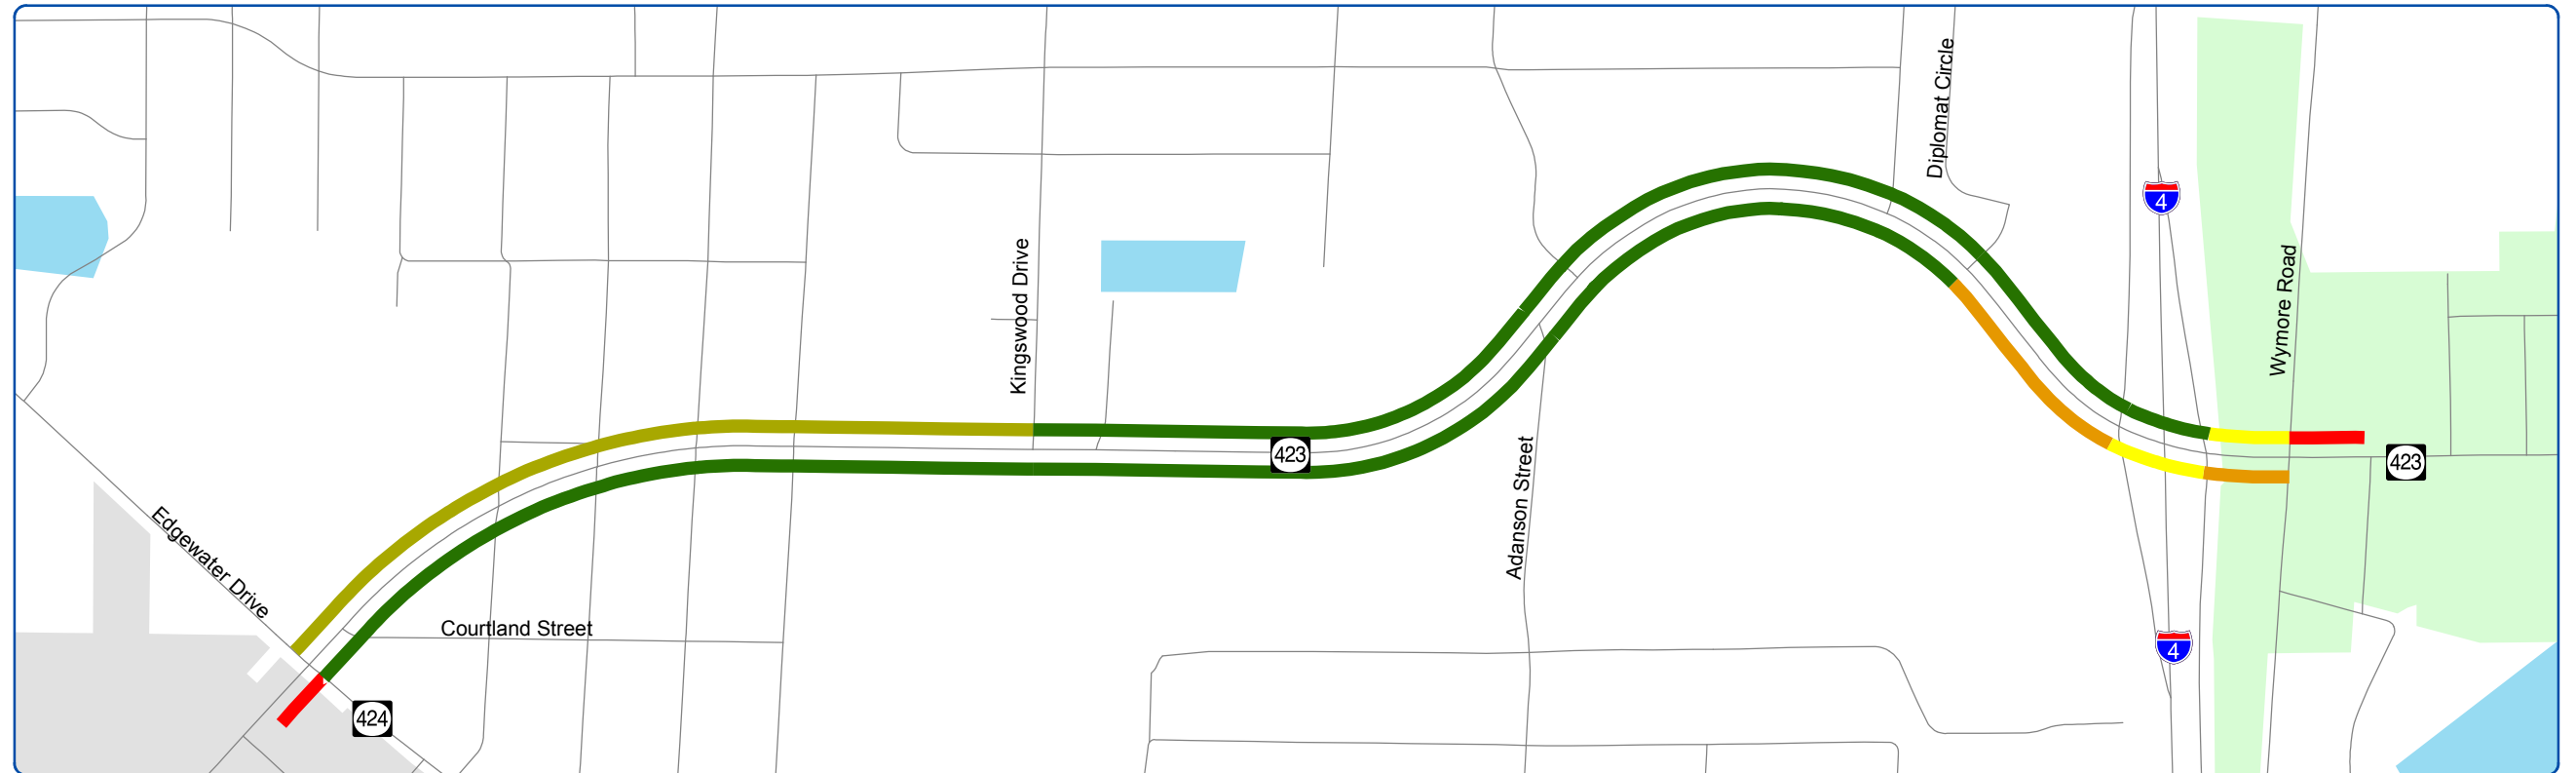 Diplomat Circle
4
Kingswood Drive
Wymore Road
423
423
Adanson Street
Edgewater Drive
Courtland Street
4
424